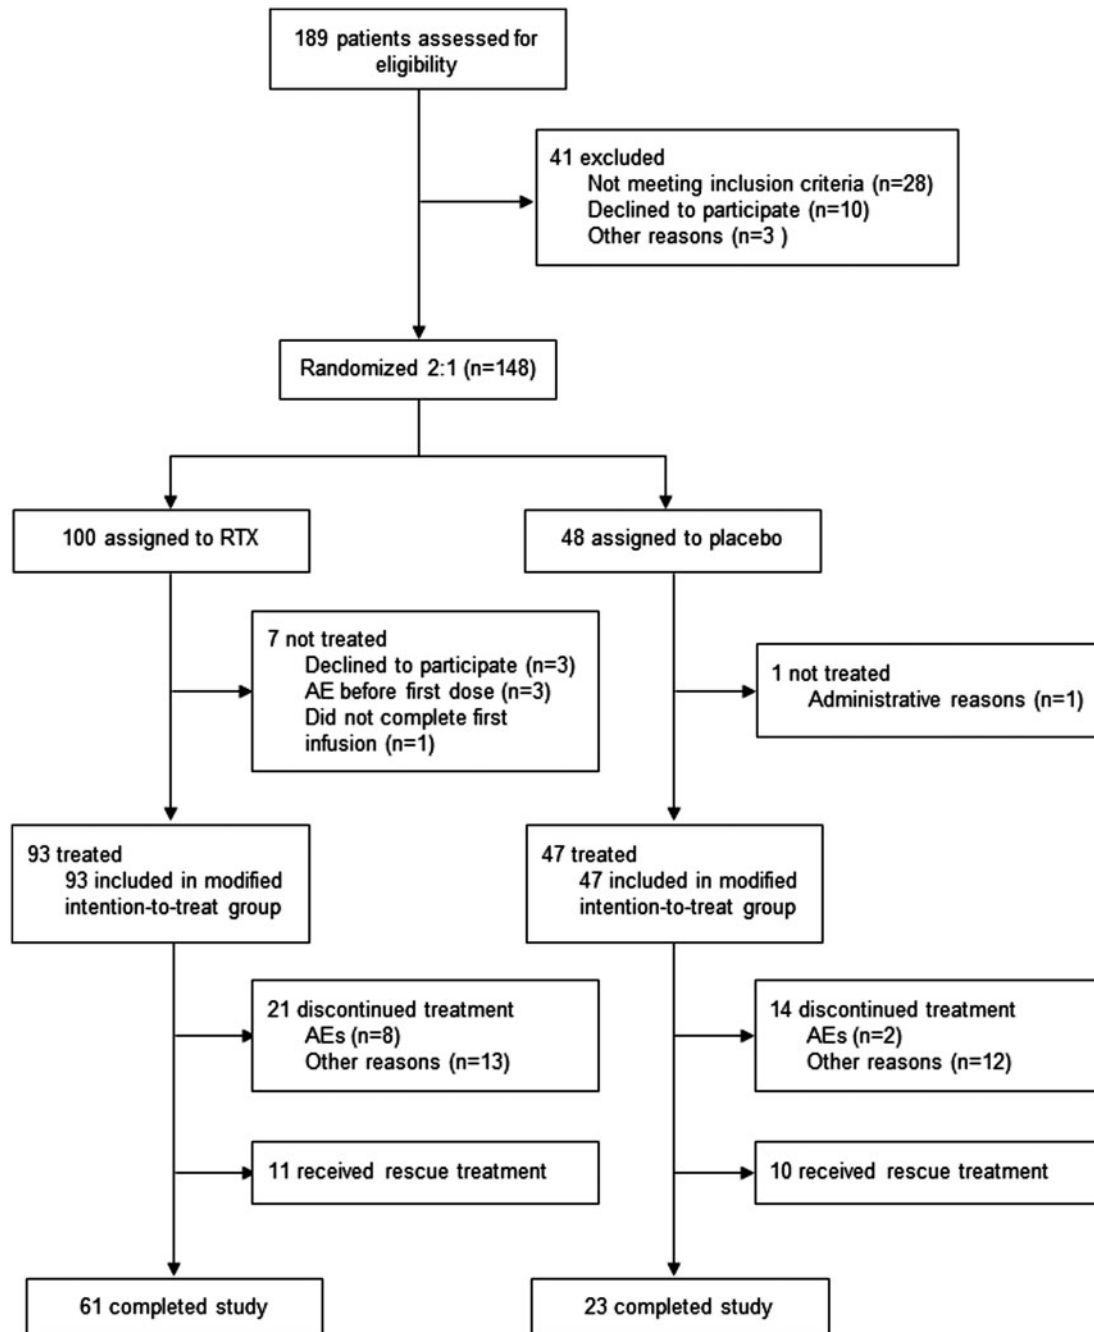 189 patients assessed for
eligibility
41 excluded
Not meeting inclusion criteria (n=28)
Declined to participate (n=10)
Other reasons (n=3 )
Randomized 2:1 (n=148)
100 assigned to RTX
48 assigned to placebo
7 not treated
Declined to participate (n=3)
AE before first dose (n=3)
Did not complete first
infusion (n=1)
1 not treated
Administrative reasons (n=1)
93 treated
93 included in modified
intention-to-treat group
47 treated
47 included in modified
intention-to-treat group
21 discontinued treatment
AEs (n=8)
Other reasons (n=13)
14 discontinued treatment
AEs (n=2)
Other reasons (n=12)
11 received rescue treatment
10 received rescue treatment
61 completed study
23 completed study